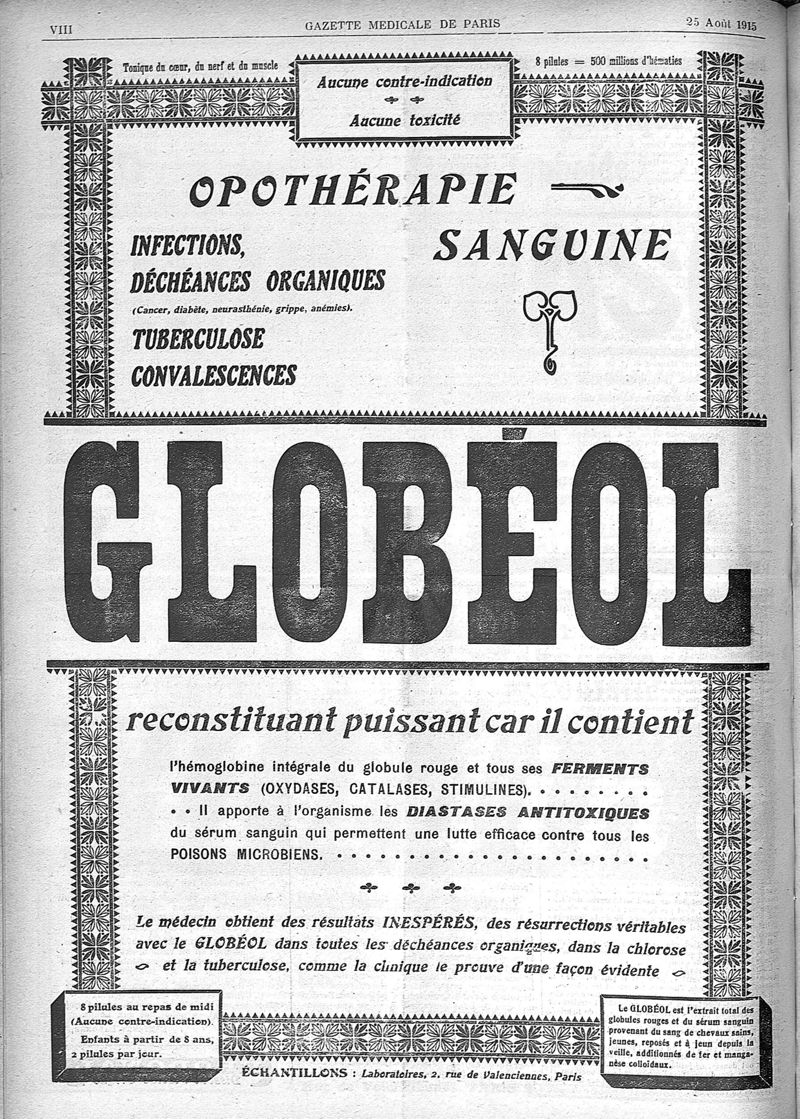 VIII
GAZETTE MEDICALE DE PARIS
25 Août 1915
Tonique du cœur, du nerf et du muscle
8 pilules = 500 millions d'hématies
Aucune contre-indication
Aucune toxicité
OPOTHÉRAPIE
SANGUINE
INFECTIONS,
DÉCHÉANCES ORGANIQUES
(Cancer, diabète, neurasthénie, grippe, anémies).
TUBERCULOSE
CONVALESCENCES
GLOBÉOL
reconstituant puissant car il contient
l'hémoglobine intégrale du globule rouge et tous ses FERMENTS
VIVANTS (OXYDASES, CATALASES, STIMULINES). . . . . . . . .
. . Il apporte à l'organisme les DIASTASES ANTITOXIQUES
du sérum sanguin qui permettent une lutte efficace contre tous les
POISONS MICROBIENS. . . . . . . . . . . . . . . . . . . . . . .
Le médecin obtient des résultats INESPÉRÉS, des résurrections véritables
avec le GLOBÉOL dans toutes les déchéances organiques, dans la chlorose
et la tuberculose, comme la clinique le prouve d'une façon évidente
8 pilules au repas de midi
(Aucune contre-indication).
Enfants à partir de 8 ans,
2 pilules par jour.
Le GLOBÉOL est l'extrait total des
globules rouges et du sérum sanguin
provenant du sang de chevaux sains,
jeunes, reposés et à jeun depuis la
veille, additionnés de fer et manga-
nèse colloïdaux.
ÉCHANTILLONS : Laboratoires, 2, rue de Valenciennes, Paris